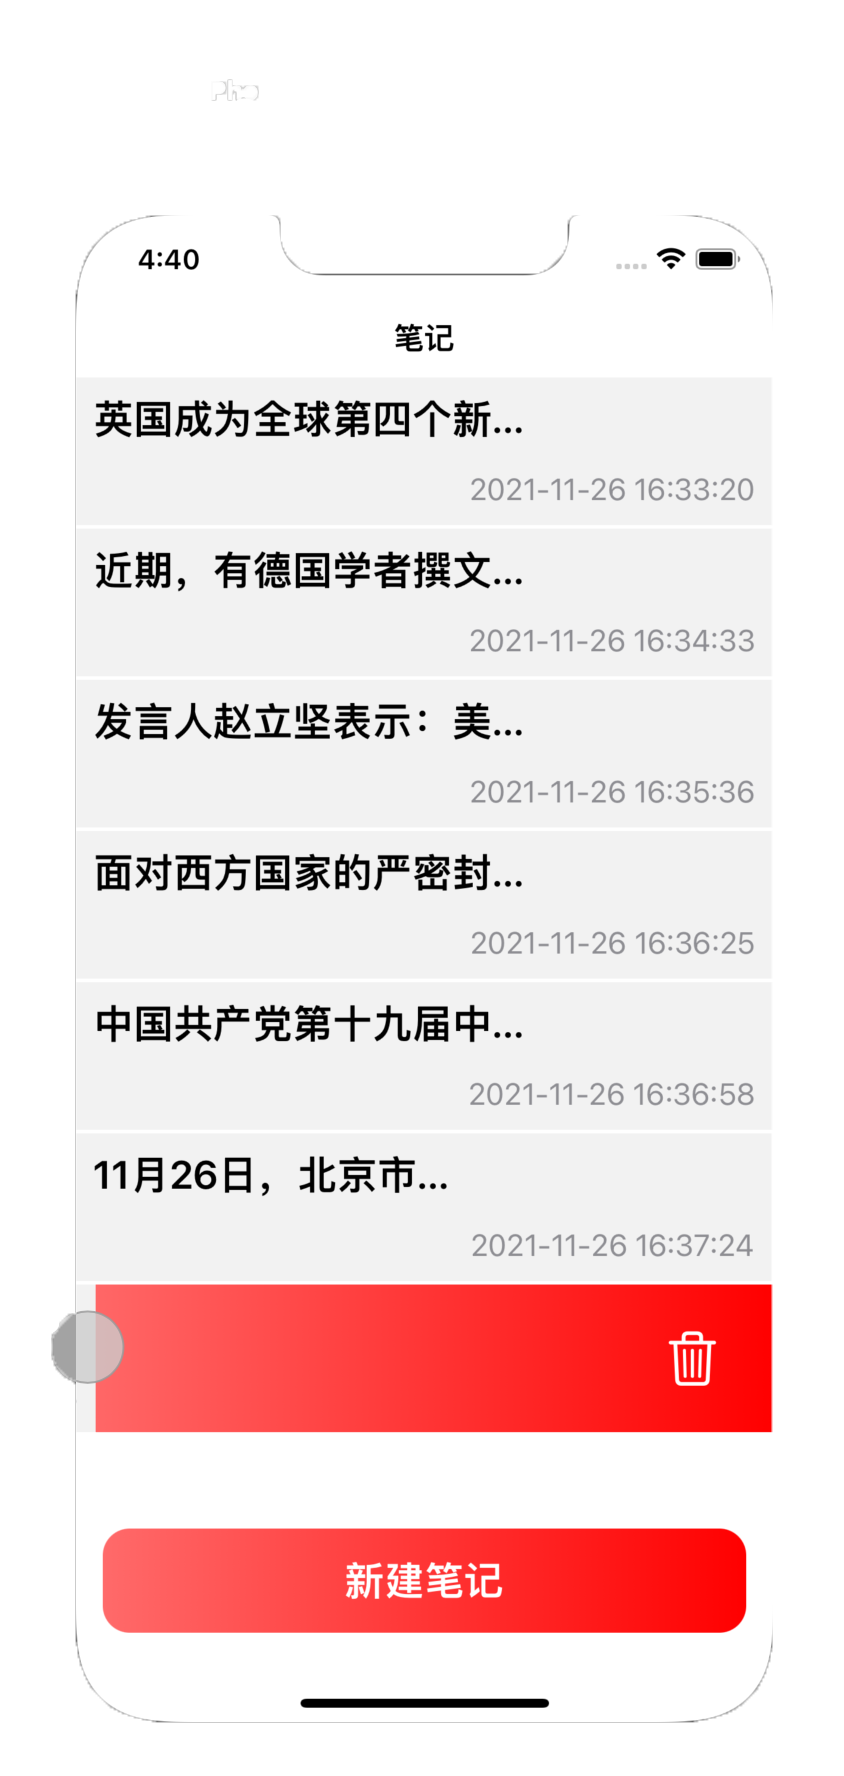 4:40
笔记
英国成为全球第四个新...
2021-11-26 16:33:20
近期，有德国学者撰文...
2021-11-26 16:34:33
发言人赵立坚表示：美...
2021-11-26 16:35:36
面对西方国家的严密封...
2021-11-26 16:36:25
中国共产党第十九届中...
2021-11-26 16:36:58
11月26日，北京市...
2021-11-26 16:37:24
新建笔记